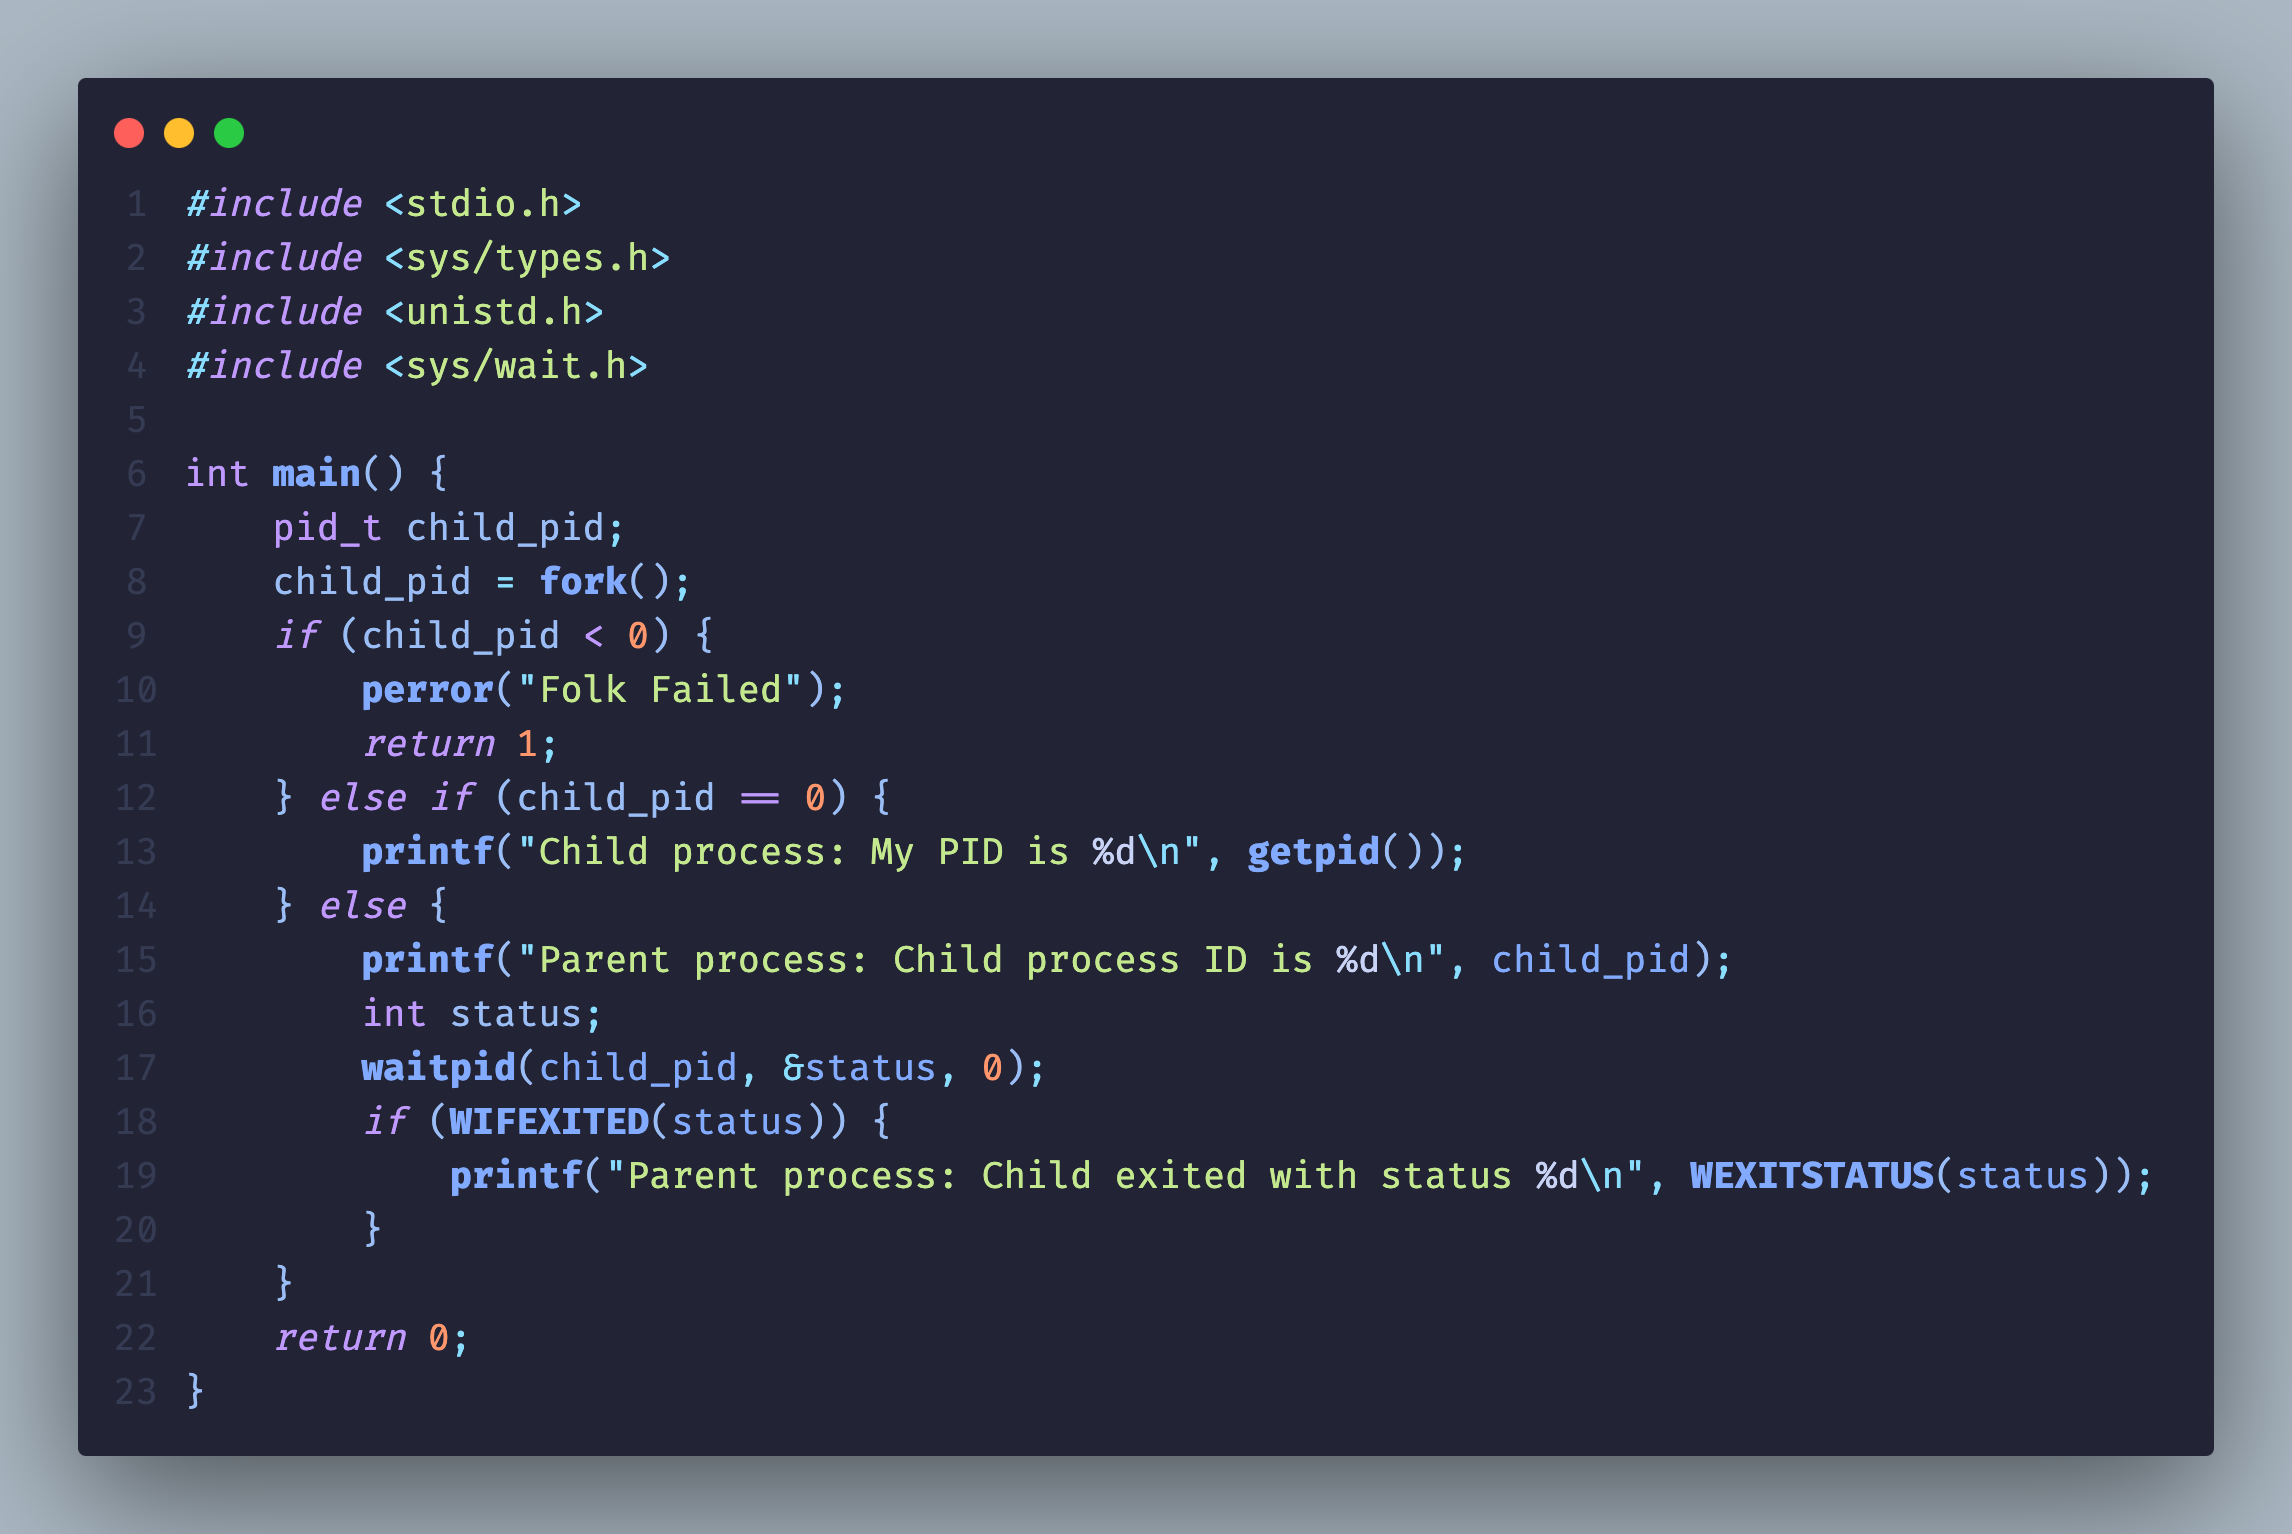 1 #include <stdio.h>
2 #include <sys/types.h>
3 #include <unistd.h>
4 #include <sys/wait.h>
5
6 int main() {
7     pid_t child_pid;
8     child_pid = fork();
9     if (child_pid < 0) {
10         perror("Folk Failed");
11         return 1;
12     } else if (child_pid == 0) {
13         printf("Child process: My PID is %d\n", getpid());
14     } else {
15         printf("Parent process: Child process ID is %d\n", child_pid);
16         int status;
17         waitpid(child_pid, &status, 0);
18         if (WIFEXITED(status)) {
19             printf("Parent process: Child exited with status %d\n", WEXITSTATUS(status));
20         }
21     }
22     return 0;
23 }